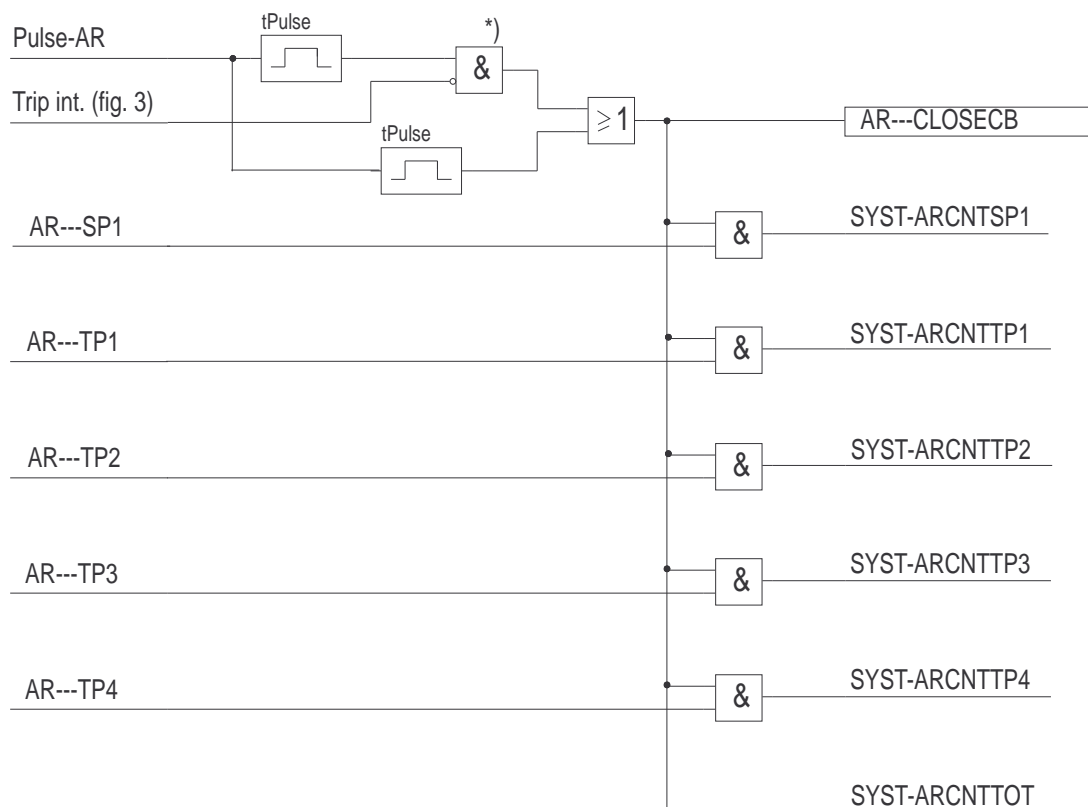 tPulse
*)
Pulse-AR
&
Trip int. (fig. 3)
≥1
AR---CLOSECB
tPulse
AR---SP1
&
SYST-ARCNTSP1
AR---TP1
&
SYST-ARCNTTP1
AR---TP2
&
SYST-ARCNTTP2
AR---TP3
&
SYST-ARCNTTP3
AR---TP4
&
SYST-ARCNTTP4
SYST-ARCNTTOT